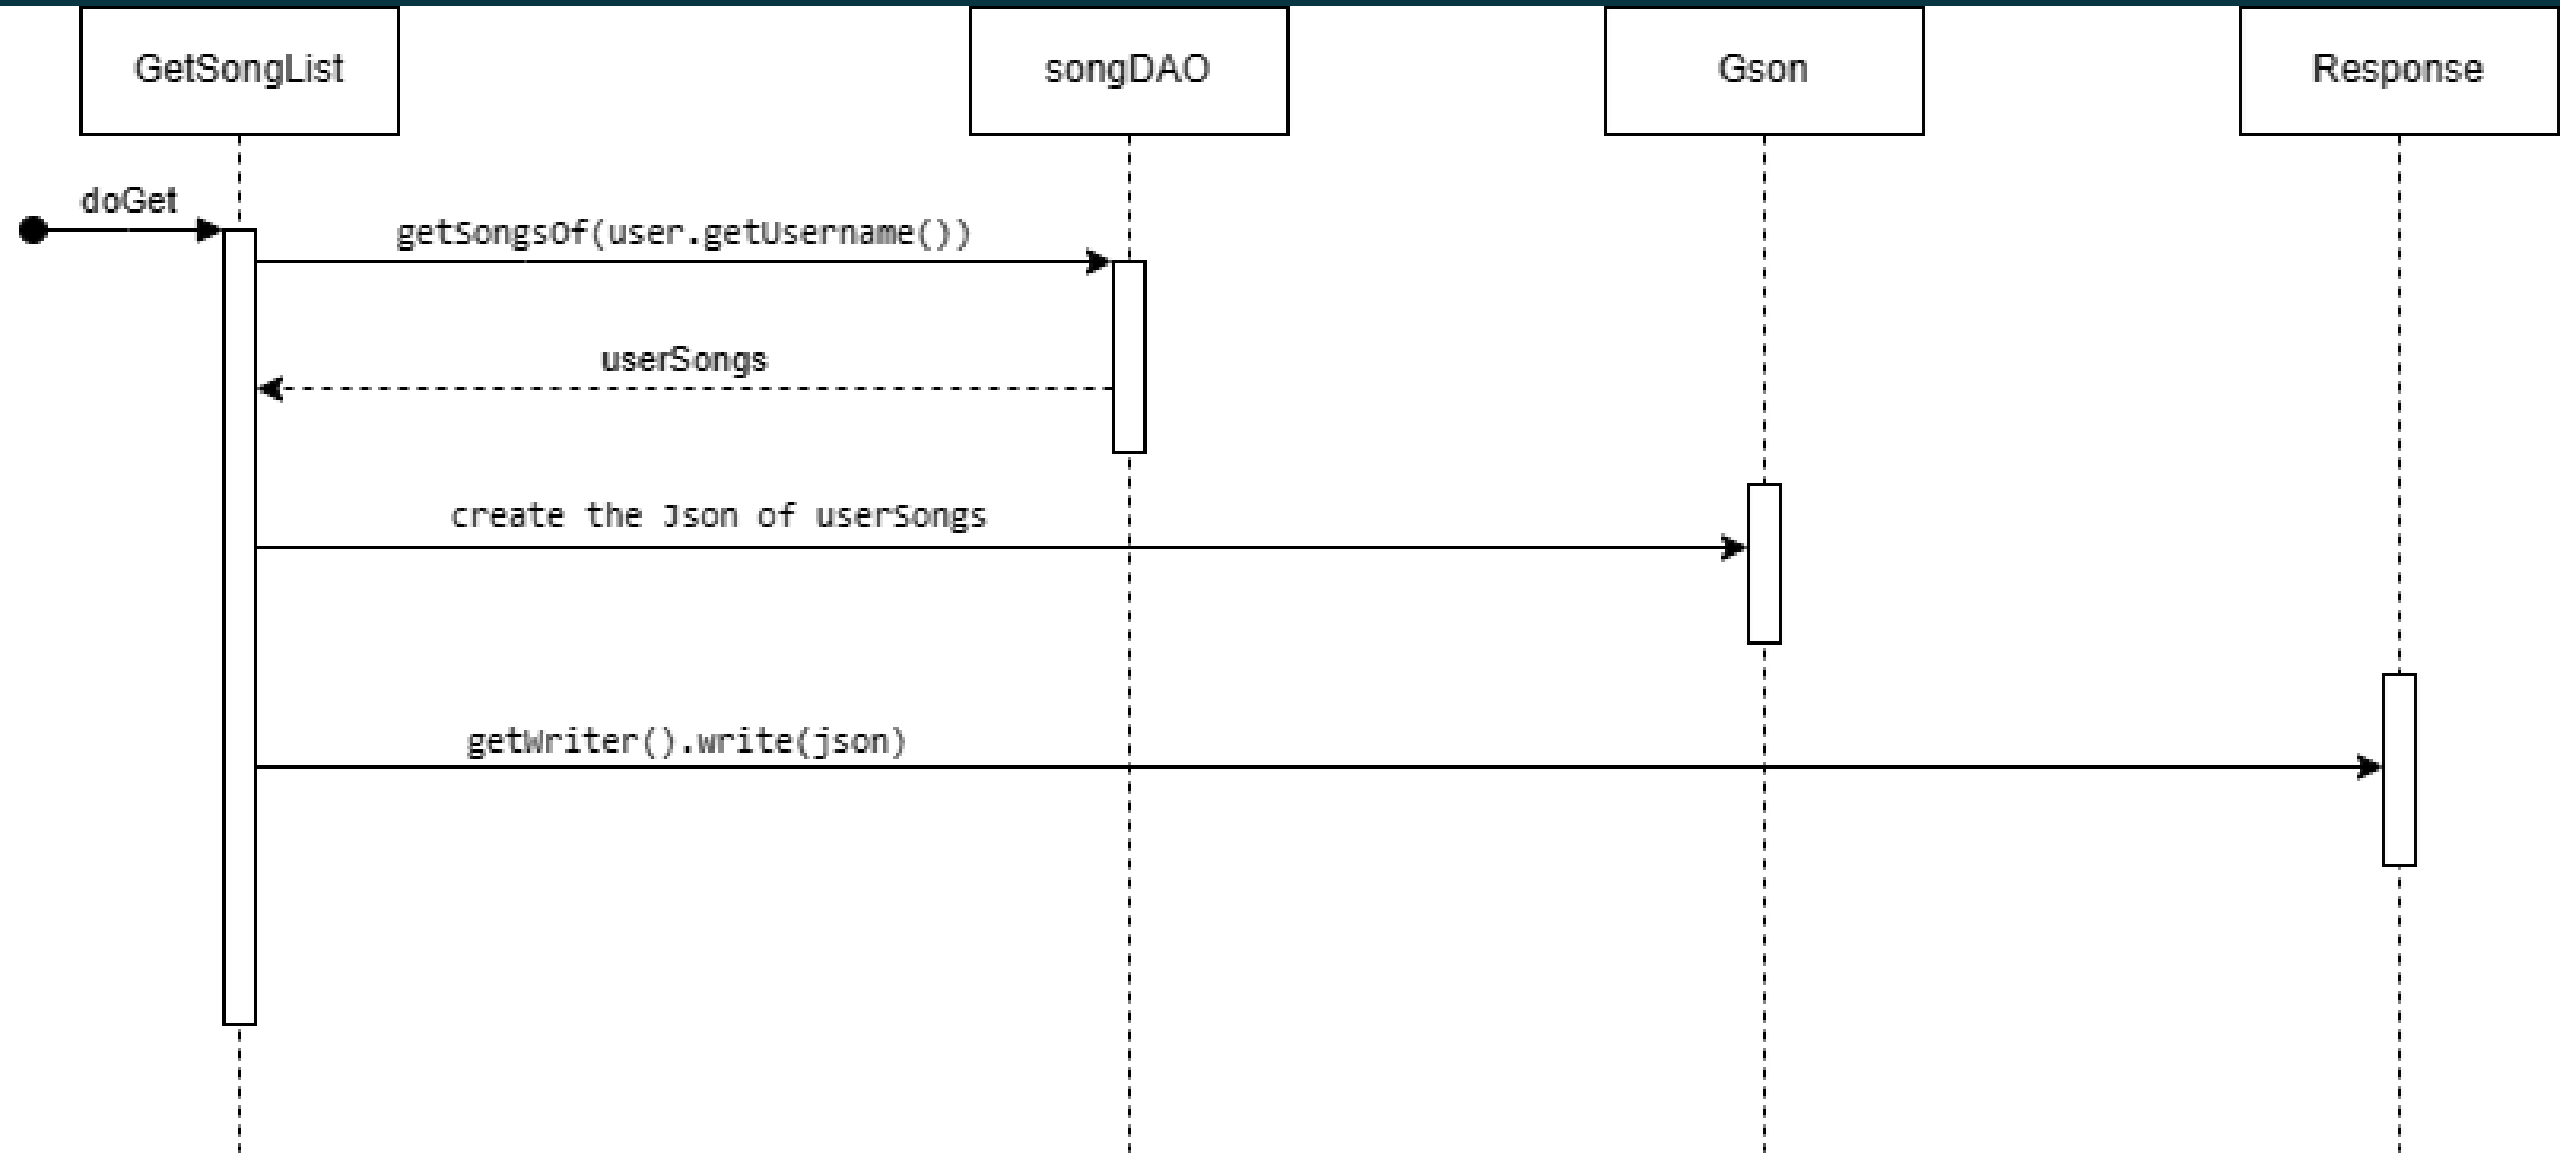 GetSongList
songDAO
Gson
Response
doGet
getSongsOf(user.getUsername())
userSongs
create the Json of userSongs
getWriter().write(json)